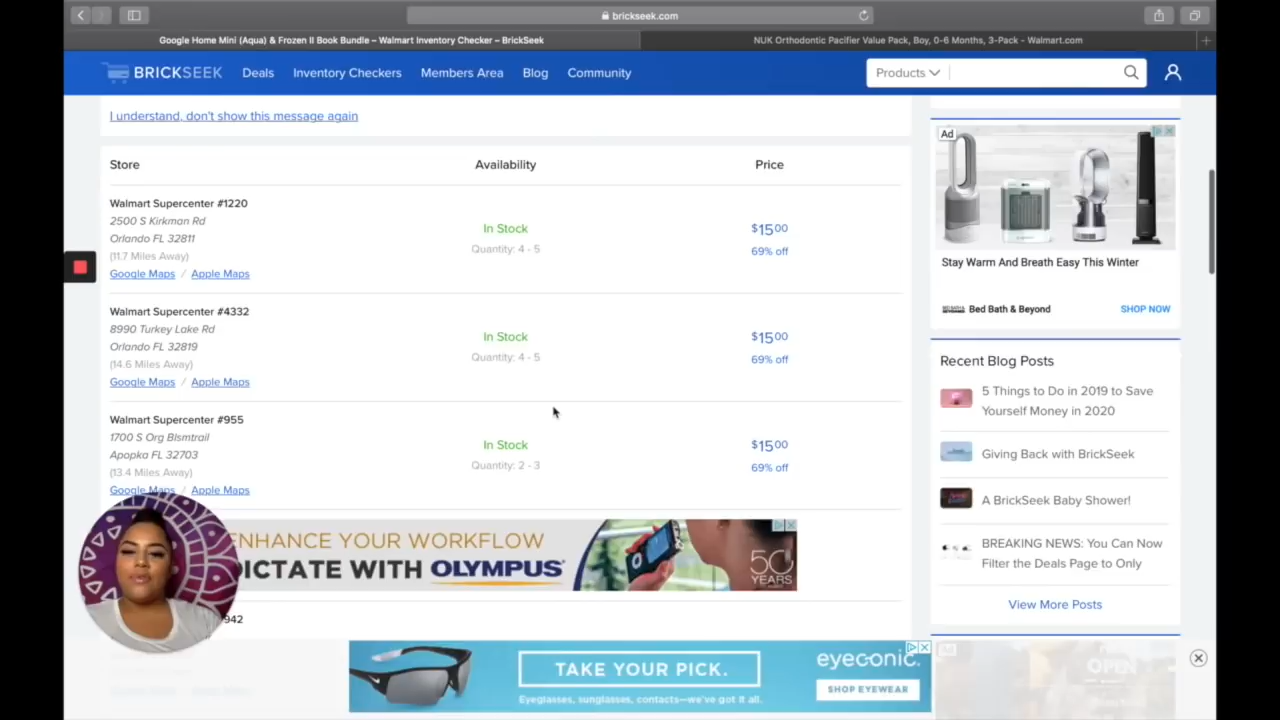 brickseek.com
Google Home Mini (Aqua) & Frozen II Book Bundle – Walmart Inventory Checker – BrickSeek
NUK Orthodontic Pacifier Value Pack, Boy, 0-6 Months, 3-Pack - Walmart.com
BRICKSEEK Deals Inventory Checkers Members Area Blog Community
Products
I understand, don't show this message again
Store Availability Price
Walmart Supercenter #1220
2500 S Kirkman Rd
Orlando FL 32811
(11.7 Miles Away)
Google Maps / Apple Maps
In Stock
Quantity: 4 - 5
$15.00
69% off
Walmart Supercenter #4332
8990 Turkey Lake Rd
Orlando FL 32819
(14.6 Miles Away)
Google Maps / Apple Maps
In Stock
Quantity: 4 - 5
$15.00
69% off
Walmart Supercenter #955
1700 S Org Blsmtrail
Apopka FL 32703
(13.4 Miles Away)
Google Maps / Apple Maps
In Stock
Quantity: 2 - 3
$15.00
69% off
ENHANCE YOUR WORKFLOW
DICTATE WITH OLYMPUS
50
YEARS
942
Ad
Stay Warm And Breath Easy This Winter
Bed Bath & Beyond SHOP NOW
Recent Blog Posts
5 Things to Do in 2019 to Save
Yourself Money in 2020
Giving Back with BrickSeek
A BrickSeek Baby Shower!
BREAKING NEWS: You Can Now
Filter the Deals Page to Only
View More Posts
TAKE YOUR PICK.
Eyeglasses, sunglasses, contacts—we've got it all.
eyeconic.
SHOP EYEWEAR
Ad
OPEN